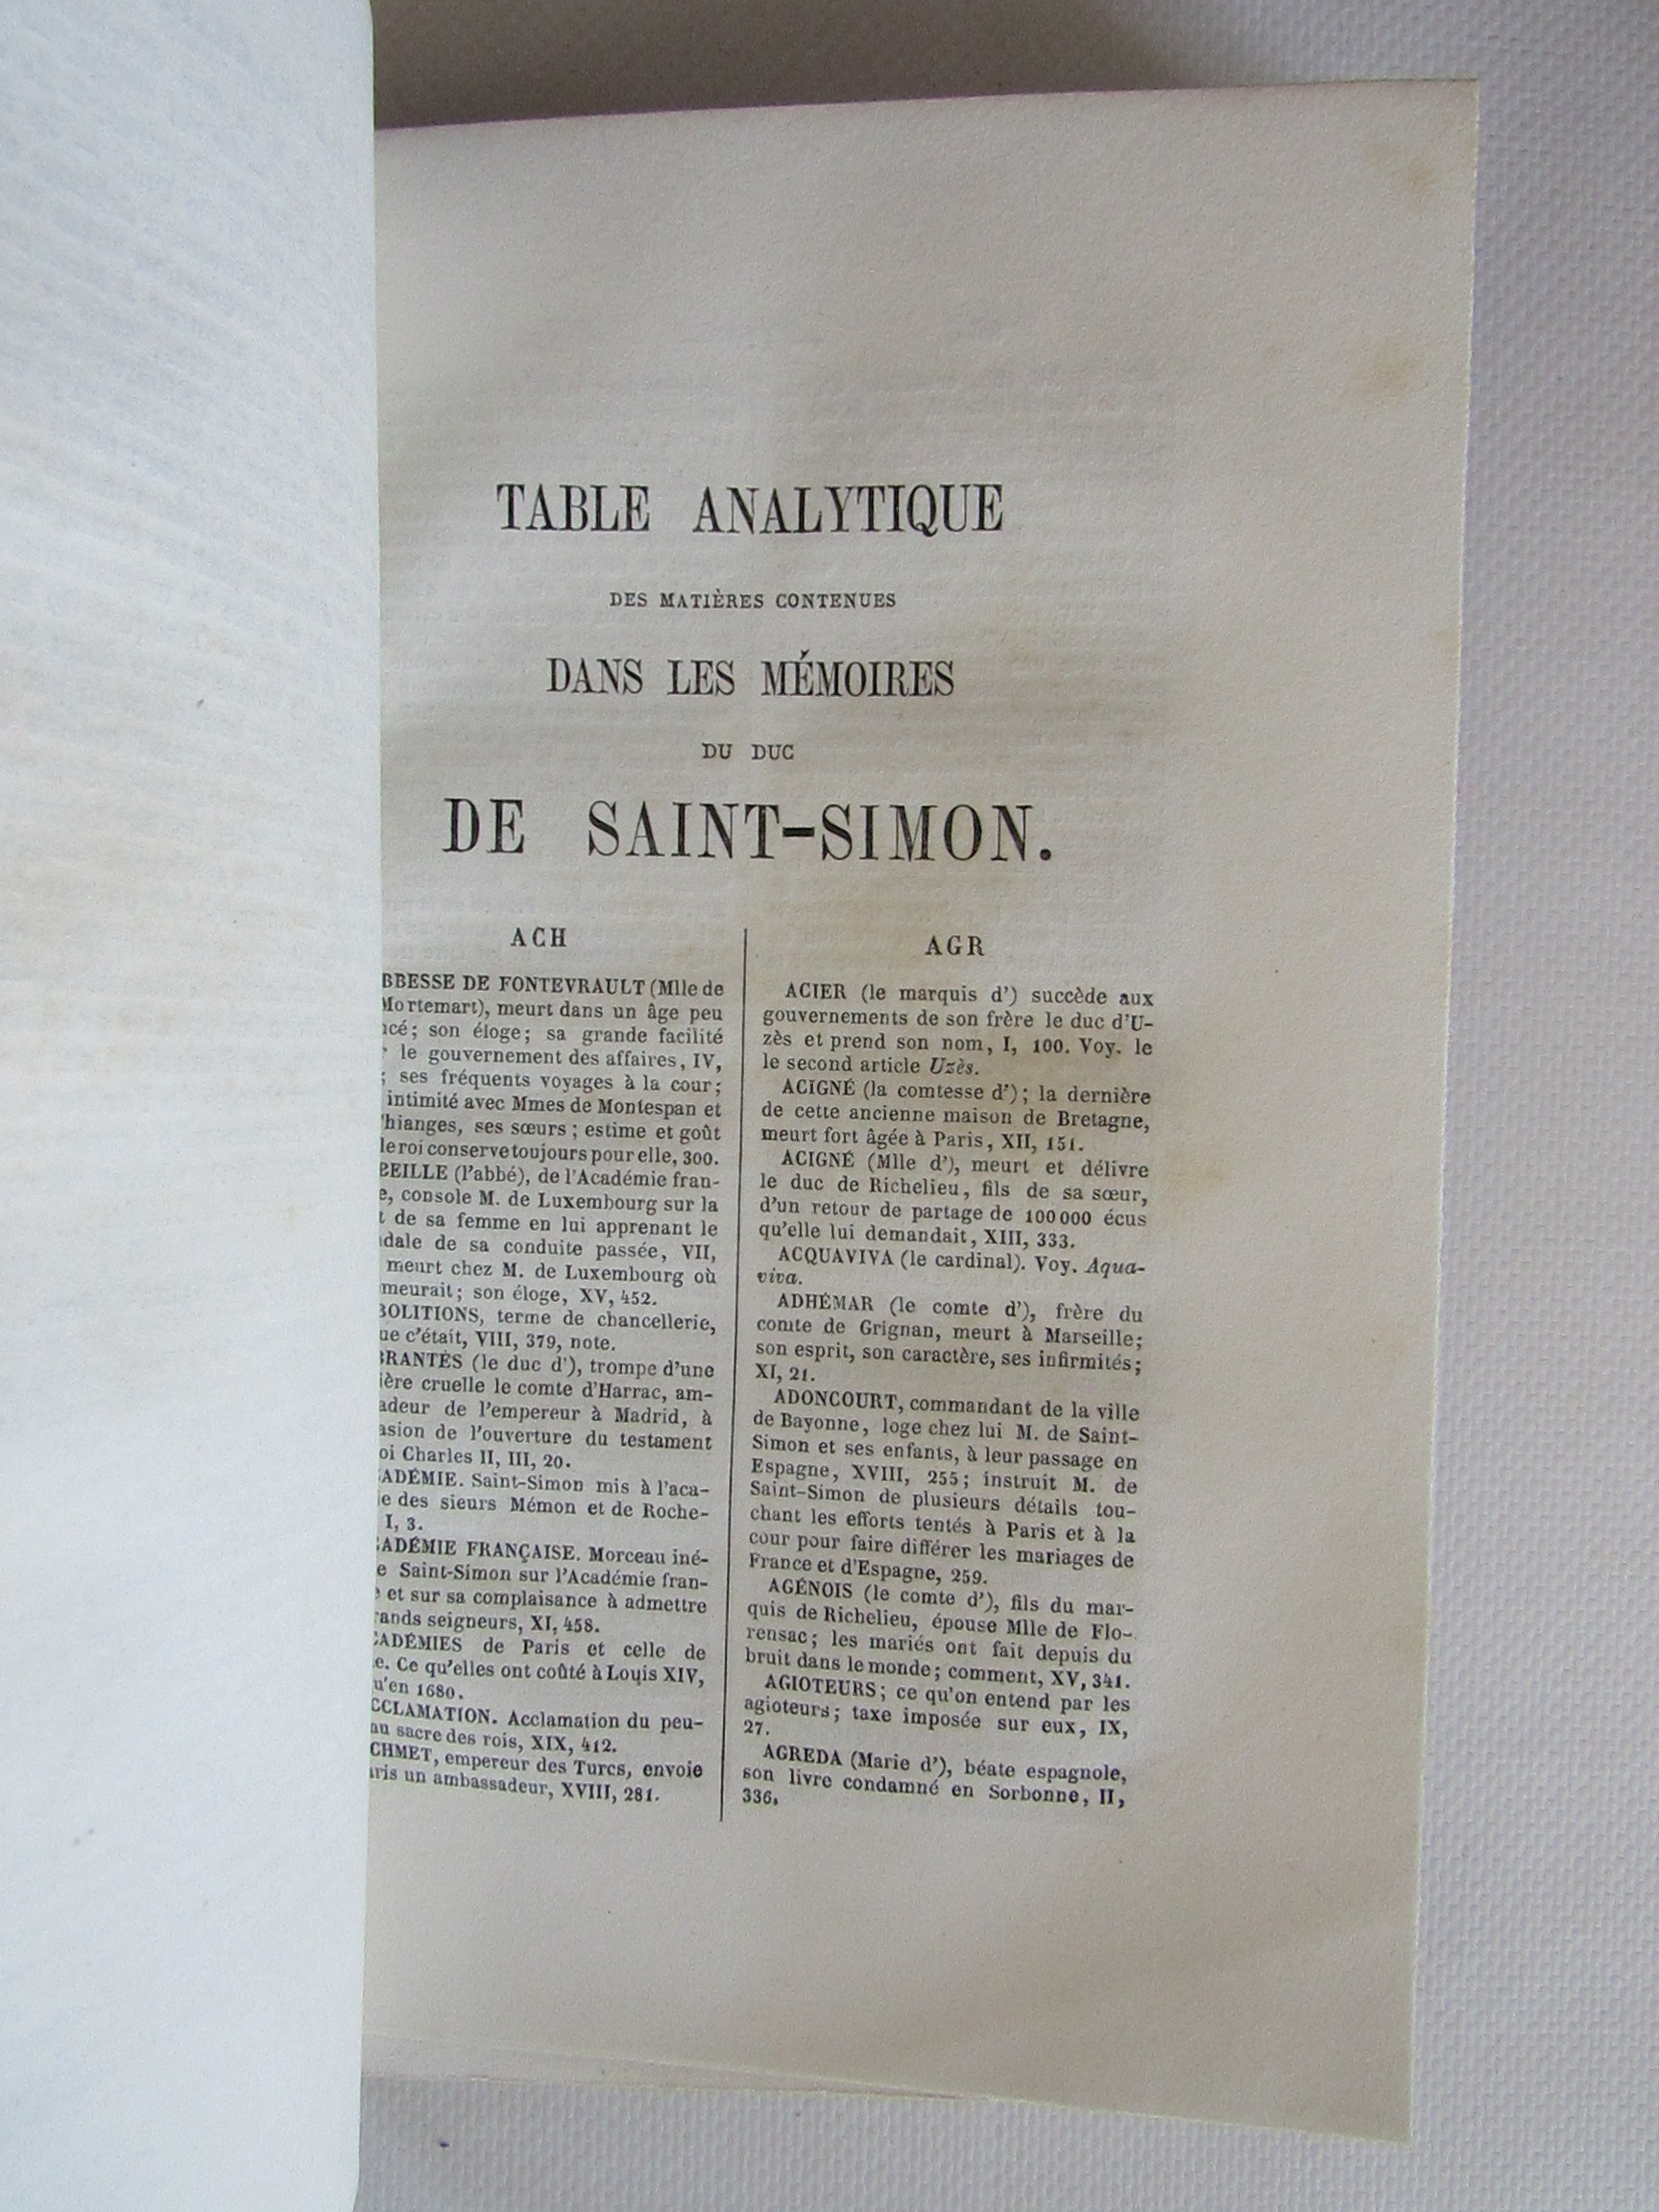 TABLE ANALYTIQUE
DES MATIÈRES CONTENUES
DANS LES MÉMOIRES
DU DUC
DE SAINT-SIMON.
ACH
BBESSE DE FONTEVRAULT (Mlle de
Mortemart), meurt dans un âge peu
ncé; son éloge; sa grande facilité
le gouvernement des affaires, IV,
; ses fréquents voyages à la cour;
intimité avec Mmes de Montespan et
hianges, ses sœurs; estime et goût
le roi conserve toujours pour elle, 300.
BEILLE (l'abbé), de l'Académie fran-
e, console M. de Luxembourg sur la
t de sa femme en lui apprenant le
dale de sa conduite passée, VII,
meurt chez M. de Luxembourg où
meurait; son éloge, XV, 452.
BOLITIONS, terme de chancellerie,
ue c'était, VIII, 379, note.
BRANTÈS (le duc d'), trompe d'une
ière cruelle le comte d'Harrac, am-
adeur de l'empereur à Madrid, à
asion de l'ouverture du testament
oi Charles II, III, 20.
CADÉMIE. Saint-Simon mis à l'aca-
ie des sieurs Mémon et de Roche-
I, 3.
CADÉMIE FRANÇAISE. Morceau iné-
e Saint-Simon sur l'Académie fran-
e et sur sa complaisance à admettre
rands seigneurs, XI, 458.
CADÉMIES de Paris et celle de
e. Ce qu'elles ont coûté à Louis XIV,
u'en 1680.
CCLAMATION. Acclamation du peu-
au sacre des rois, XIX, 412.
CHMET, empereur des Turcs, envoie
ris un ambassadeur, XVIII, 281.
AGR
ACIER (le marquis d') succède aux
gouvernements de son frère le duc d'U-
zès et prend son nom, I, 100. Voy. le
le second article Uzès.
ACIGNÉ (la comtesse d'); la dernière
de cette ancienne maison de Bretagne,
meurt fort âgée à Paris, XII, 151.
ACIGNÉ (Mlle d'), meurt et délivre
le duc de Richelieu, fils de sa sœur,
d'un retour de partage de 100 000 écus
qu'elle lui demandait, XIII, 333.
ACQUAVIVA (le cardinal). Voy. Aqua-
viva.
ADHÉMAR (le comte d'), frère du
comte de Grignan, meurt à Marseille;
son esprit, son caractère, ses infirmités;
XI, 21.
ADONCOURT, commandant de la ville
de Bayonne, loge chez lui M. de Saint-
Simon et ses enfants, à leur passage en
Espagne, XVIII, 255; instruit M. de
Saint-Simon de plusieurs détails tou-
chant les efforts tentés à Paris et à la
cour pour faire différer les mariages de
France et d'Espagne, 259.
AGÉNOIS (le comte d'), fils du mar-
quis de Richelieu, épouse Mlle de Flo-
rensac; les mariés ont fait depuis du
bruit dans le monde; comment, XV, 341.
AGIOTEURS; ce qu'on entend par les
agioteurs; taxe imposée sur eux, IX,
27.
AGREDA (Marie d'), béate espagnole,
son livre condamné en Sorbonne, II,
336,